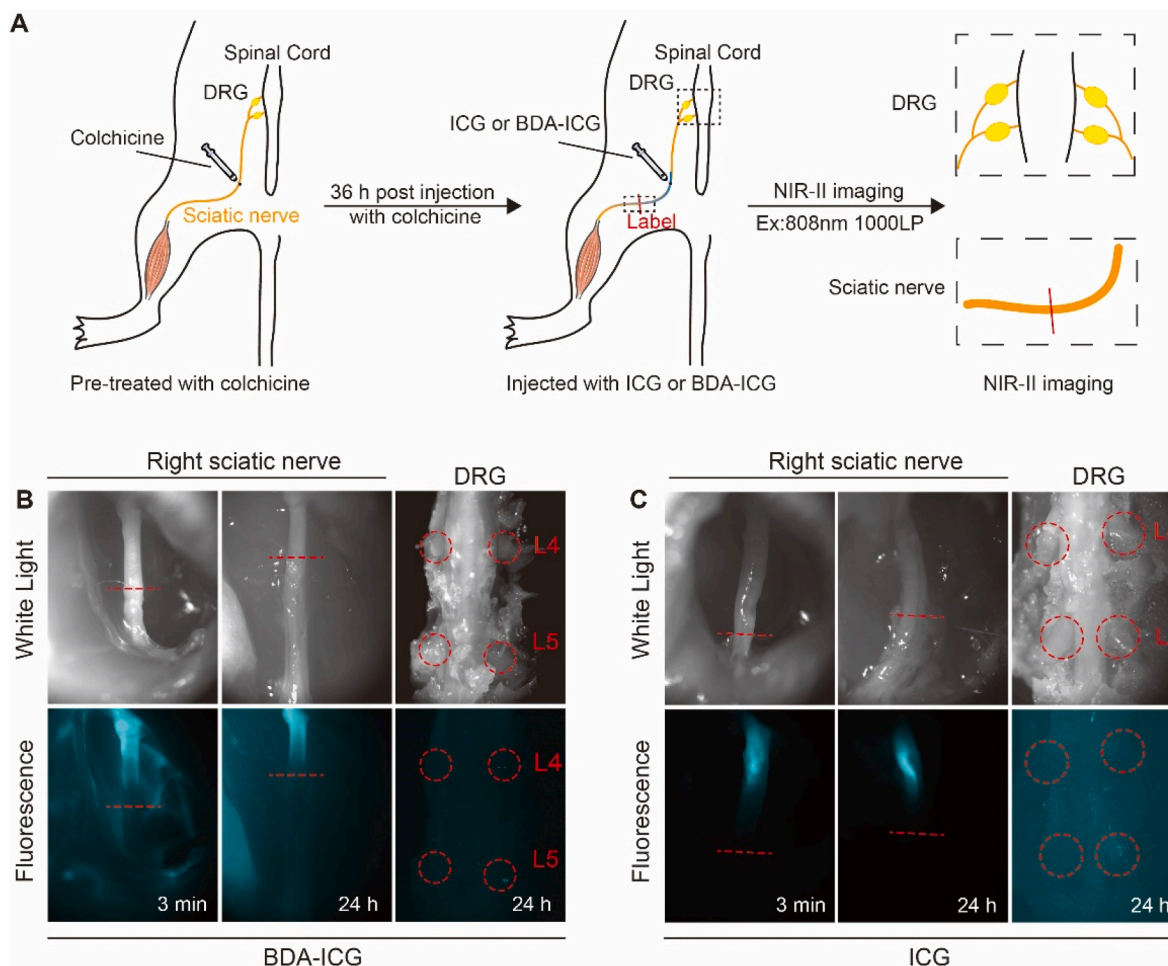 A
Spinal Cord
DRG
Colchicine
Sciatic nerve
Pre-treated with colchicine
36 h post injection
with colchicine
Spinal Cord
DRG
ICG or BDA-ICG
Label
Injected with ICG or BDA-ICG
NIR-II imaging
Ex:808nm 1000LP
DRG
Sciatic nerve
NIR-II imaging
B
Right sciatic nerve
DRG
White Light
L4
L5
Fluorescence
L4
L5
3 min
24 h
24 h
BDA-ICG
C
Right sciatic nerve
DRG
White Light
L
L
Fluorescence
3 min
24 h
24 h
ICG